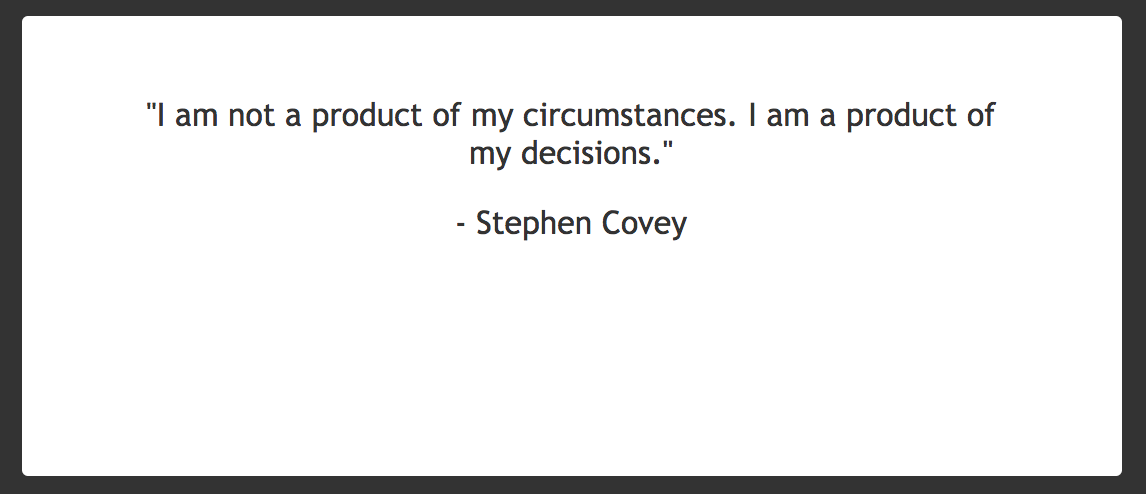 "I am not a product of my circumstances. I am a product of
my decisions."
- Stephen Covey